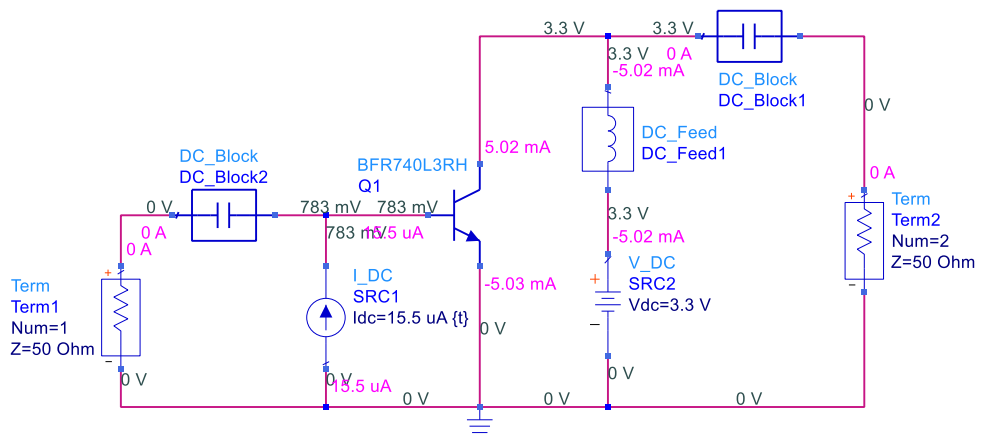 3.3 V
3.3 V
3.3 V
0 A
-5.02 mA
DC_Block
DC_Block1
0 V
DC_Feed
DC_Feed1
5.02 mA
DC_Block
DC_Block2
BFR740L3RH
Q1
0 A
Term
Term2
Num=2
Z=50 Ohm
0 V
783 mV
783 mV
783 mV
15.5 uA
0 A
0 A
3.3 V
-5.02 mA
V_DC
SRC2
Vdc=3.3 V
Term
Term1
Num=1
Z=50 Ohm
I_DC
SRC1
Idc=15.5 uA {t}
-5.03 mA
0 V
0 V
0 V
15.5 uA
0 V
0 V
0 V
0 V